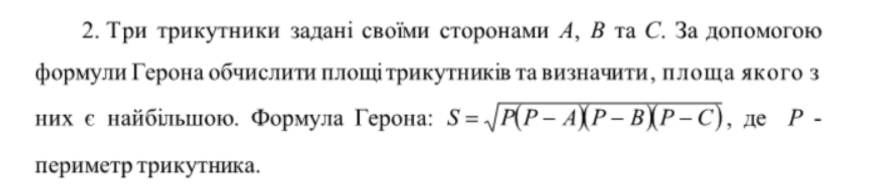 2. Три трикутники задані своїми сторонами A, B та C. За допомогою
формули Герона обчислити площі трикутників та визначити, площа якого з
них є найбільшою. Формула Герона: S = √P(P – A)(P – B)(P – C), де P -
периметр трикутника.